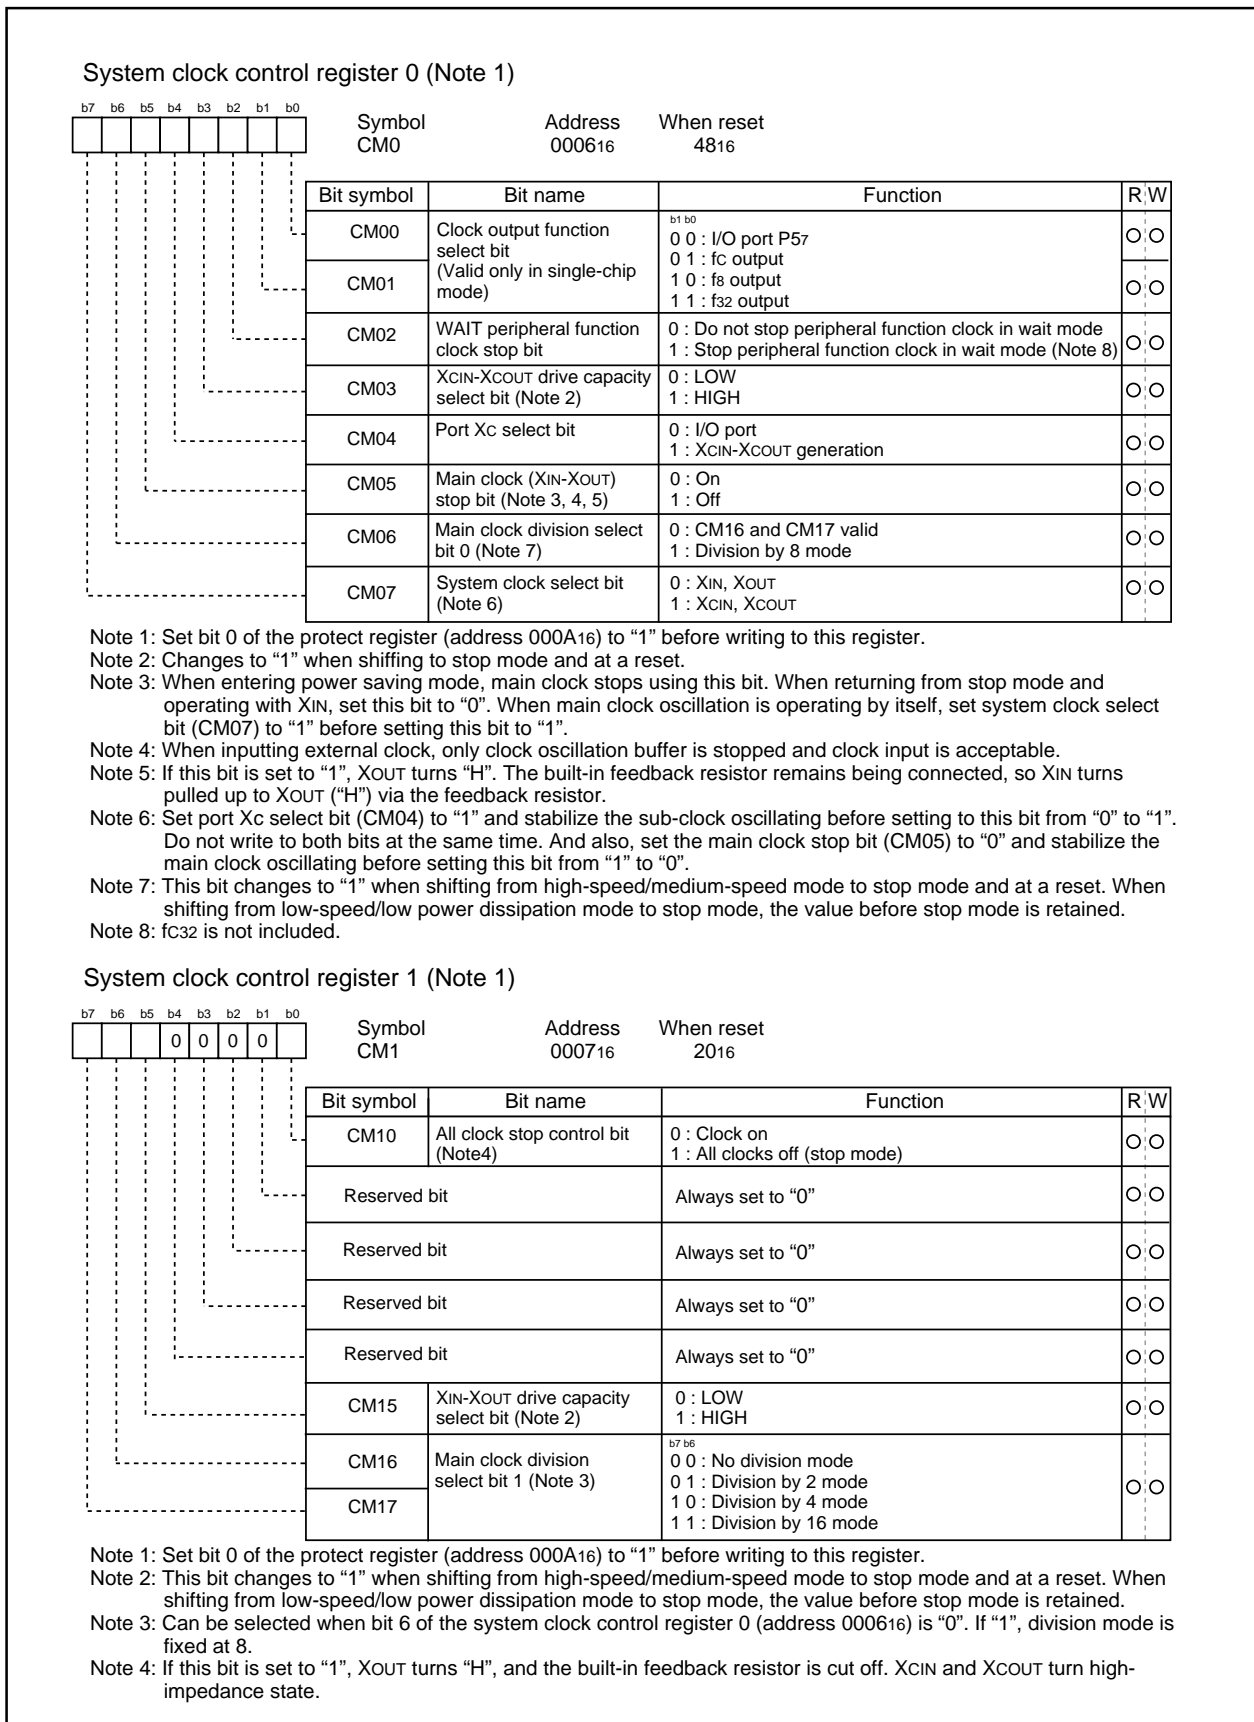 System clock control register 0 (Note 1)
b7 b6 b5 b4 b3 b2 b1 b0
Symbol Address When reset
CM0 000616 4816
Bit symbol Bit name Function R W
CM00 Clock output function select bit (Valid only in single-chip mode)
b1 b0
0 0 : I/O port P57
0 1 : fC output
CM01
1 0 : f8 output
1 1 : f32 output
CM02 WAIT peripheral function clock stop bit
0 : Do not stop peripheral function clock in wait mode
1 : Stop peripheral function clock in wait mode (Note 8)
CM03 XCIN-XCOUT drive capacity select bit (Note 2)
0 : LOW
1 : HIGH
CM04 Port XC select bit
0 : I/O port
1 : XCIN-XCOUT generation
CM05 Main clock (XIN-XOUT) stop bit (Note 3, 4, 5)
0 : On
1 : Off
CM06 Main clock division select bit 0 (Note 7)
0 : CM16 and CM17 valid
1 : Division by 8 mode
CM07 System clock select bit (Note 6)
0 : XIN, XOUT
1 : XCIN, XCOUT
Note 1: Set bit 0 of the protect register (address 000A16) to “1” before writing to this register.
Note 2: Changes to “1” when shiffing to stop mode and at a reset.
Note 3: When entering power saving mode, main clock stops using this bit. When returning from stop mode and
operating with XIN, set this bit to “0”. When main clock oscillation is operating by itself, set system clock select
bit (CM07) to “1” before setting this bit to “1”.
Note 4: When inputting external clock, only clock oscillation buffer is stopped and clock input is acceptable.
Note 5: If this bit is set to “1”, XOUT turns “H”. The built-in feedback resistor remains being connected, so XIN turns
pulled up to XOUT (“H”) via the feedback resistor.
Note 6: Set port Xc select bit (CM04) to “1” and stabilize the sub-clock oscillating before setting to this bit from “0” to “1”.
Do not write to both bits at the same time. And also, set the main clock stop bit (CM05) to “0” and stabilize the
main clock oscillating before setting this bit from “1” to “0”.
Note 7: This bit changes to “1” when shifting from high-speed/medium-speed mode to stop mode and at a reset. When
shifting from low-speed/low power dissipation mode to stop mode, the value before stop mode is retained.
Note 8: fC32 is not included.
System clock control register 1 (Note 1)
b7 b6 b5 b4 b3 b2 b1 b0
0 0 0 0
Symbol Address When reset
CM1 000716 2016
Bit symbol Bit name Function R W
CM10 All clock stop control bit (Note4)
0 : Clock on
1 : All clocks off (stop mode)
Reserved bit Always set to “0”
Reserved bit Always set to “0”
Reserved bit Always set to “0”
Reserved bit Always set to “0”
CM15 XIN-XOUT drive capacity select bit (Note 2)
0 : LOW
1 : HIGH
CM16 Main clock division select bit 1 (Note 3)
b7 b6
0 0 : No division mode
0 1 : Division by 2 mode
CM17
1 0 : Division by 4 mode
1 1 : Division by 16 mode
Note 1: Set bit 0 of the protect register (address 000A16) to “1” before writing to this register.
Note 2: This bit changes to “1” when shifting from high-speed/medium-speed mode to stop mode and at a reset. When
shifting from low-speed/low power dissipation mode to stop mode, the value before stop mode is retained.
Note 3: Can be selected when bit 6 of the system clock control register 0 (address 000616) is “0”. If “1”, division mode is
fixed at 8.
Note 4: If this bit is set to “1”, XOUT turns “H”, and the built-in feedback resistor is cut off. XCIN and XCOUT turn high-
impedance state.